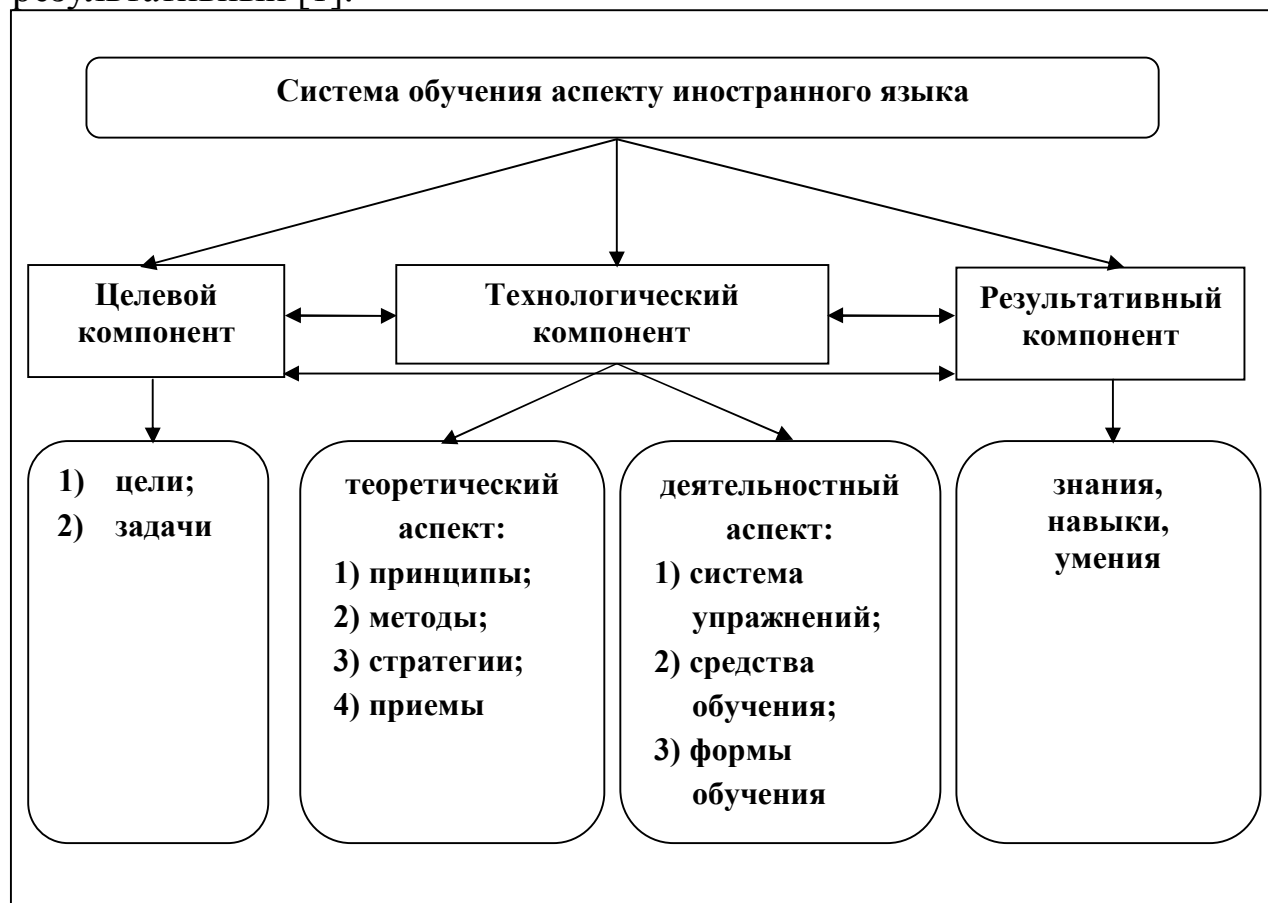 результативный [1].
Система обучения аспекту иностранного языка
Целевой
компонент
Технологический
компонент
Результативный
компонент
1) цели;
2) задачи
теоретический
аспект:
1) принципы;
2) методы;
3) стратегии;
4) приемы
деятельностный
аспект:
1) система
упражнений;
2) средства
обучения;
3) формы
обучения
знания,
навыки,
умения